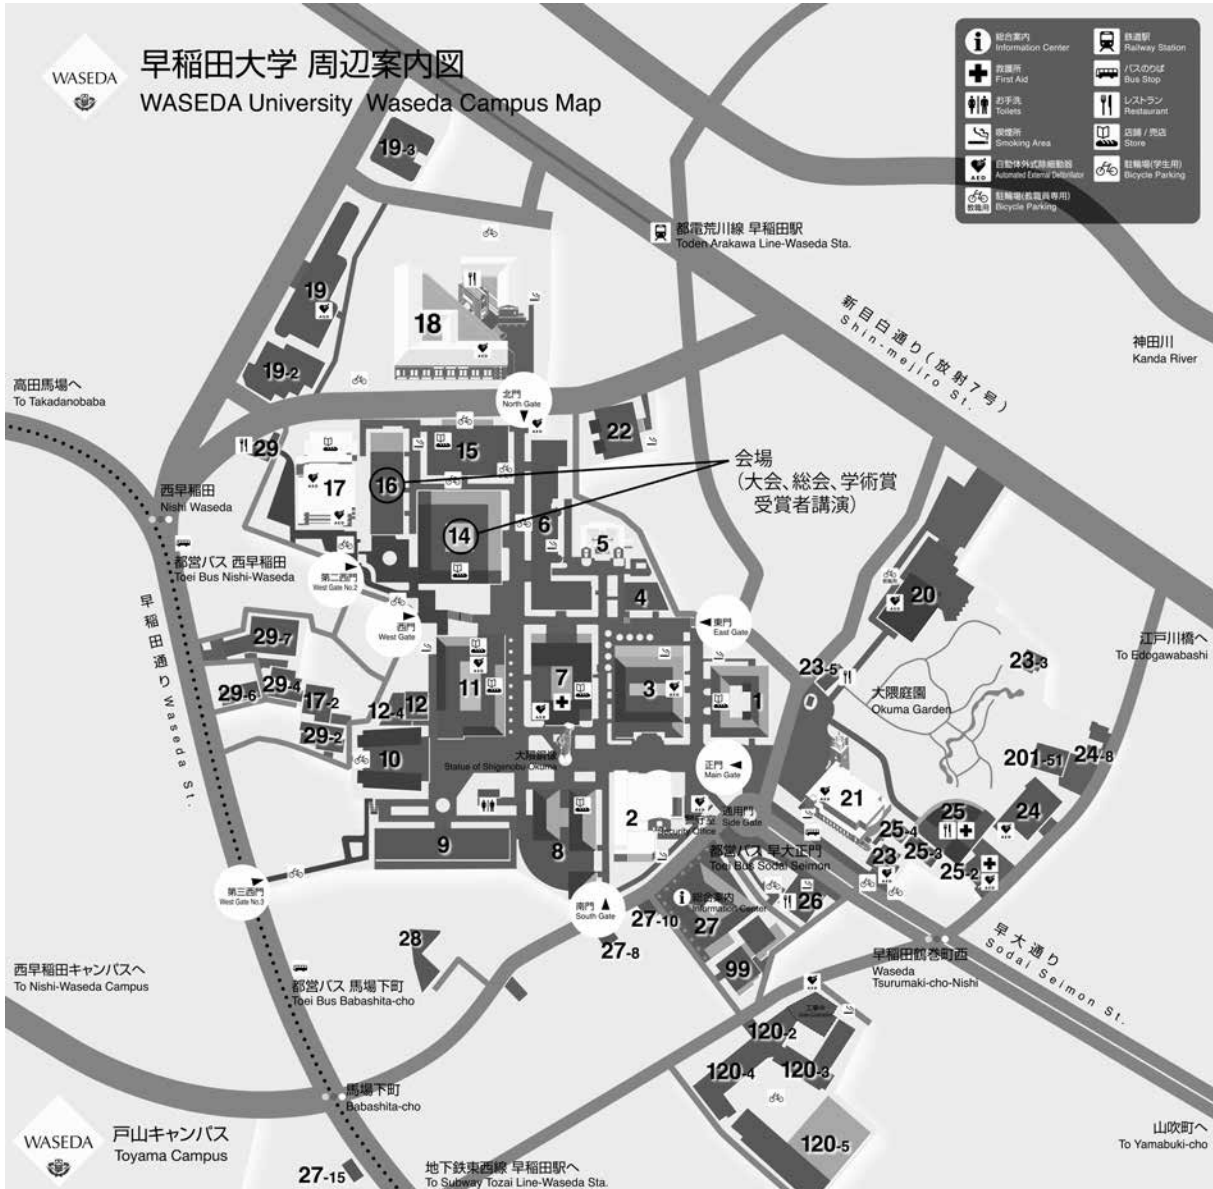 WASEDA
早稲田大学 周辺案内図
WASEDA University Waseda Campus Map
総合案内
Information Center
鉄道駅
Railway Station
救護所
First Aid
バスのりば
Bus Stop
お手洗
Toilets
レストラン
Restaurant
喫煙所
Smoking Area
店舗 / 売店
Store
自動体外式除細動器
Automated External Defibrillator
駐輪場(学生用)
Bicycle Parking
駐輪場(教職員専用)
Bicycle Parking
19-3
都電荒川線 早稲田駅
Toden Arakawa Line-Waseda Sta.
19
18
新目白通り(放射7号)
Shin-mejiro St.
神田川
Kanda River
19-2
高田馬場へ
To Takadanobaba
北門
North Gate
22
29
15
会場
(大会、総会、学術賞
受賞者講演)
17
16
西早稲田
Nishi Waseda
14
6
5
都営バス 西早稲田
Toei Bus Nishi-Waseda
第二西門
West Gate No.2
20
4
早稲田通り Waseda St.
西門
West Gate
東門
East Gate
江戸川橋へ
To Edogawabashi
29-7
23-5
23-3
29-6
29-4
17-2
12-4
12
11
7
3
1
大隈庭園
Okuma Garden
29-2
10
大隈銅像
Statue of Shigenobu Okuma
正門
Main Gate
201-51
24-8
21
2
通用門
Side Gate
Security Office
25
24
25-4
9
8
都営バス 早大正門
Toei Bus Sodai Seimon
23
25-3
25-2
第三西門
West Gate No.3
総合案内
Information Center
26
南門
South Gate
27-10
27
27-8
28
早大通り
Sodai Seimon St.
早稲田鶴巻町西
Waseda
Tsurumaki-cho-Nishi
99
西早稲田キャンパスへ
To Nishi-Waseda Campus
都営バス 馬場下町
Toei Bus Babashita-cho
120-2
120-4
120-3
馬場下町
Babashita-cho
WASEDA
戸山キャンパス
Toyama Campus
120-5
山吹町へ
To Yamabuki-cho
27-15
地下鉄東西線 早稲田駅へ
To Subway Tozai Line-Waseda Sta.